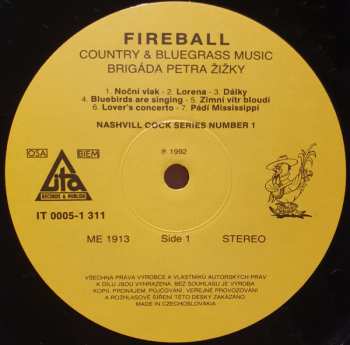 FIREBALL
COUNTRY & BLUEGRASS MUSIC
BRIGÁDA PETRA ŽIŽKY
1. Noční vlak - 2. Lorena - 3. Dálky
4. Bluebirds are singing - 5. Zimní vítr bloudí
6. Lover's concerto - 7. Pádí Mississippi
NASHVILL COCK SERIES NUMBER 1
OSA BIEM
℗ 1992
lita
RECORDS & PUBLISH
IT 0005-1 311
ME 1913 Side 1 STEREO
VŠECHNA PRÁVA VÝROBCE A VLASTNÍKŮ AUTORSKÝCH PRÁV
K DÍLU JSOU VYHRAZENA. BEZ SOUHLASU JE VÝROBA
KOPIÍ, PRONÁJEM, PŮJČOVÁNÍ, VEŘEJNÉ PROVOZOVÁNÍ
A ROZHLASOVÉ ŠÍŘENÍ TÉTO DESKY ZAKÁZÁNO
MADE IN CZECHOSLOVAKIA